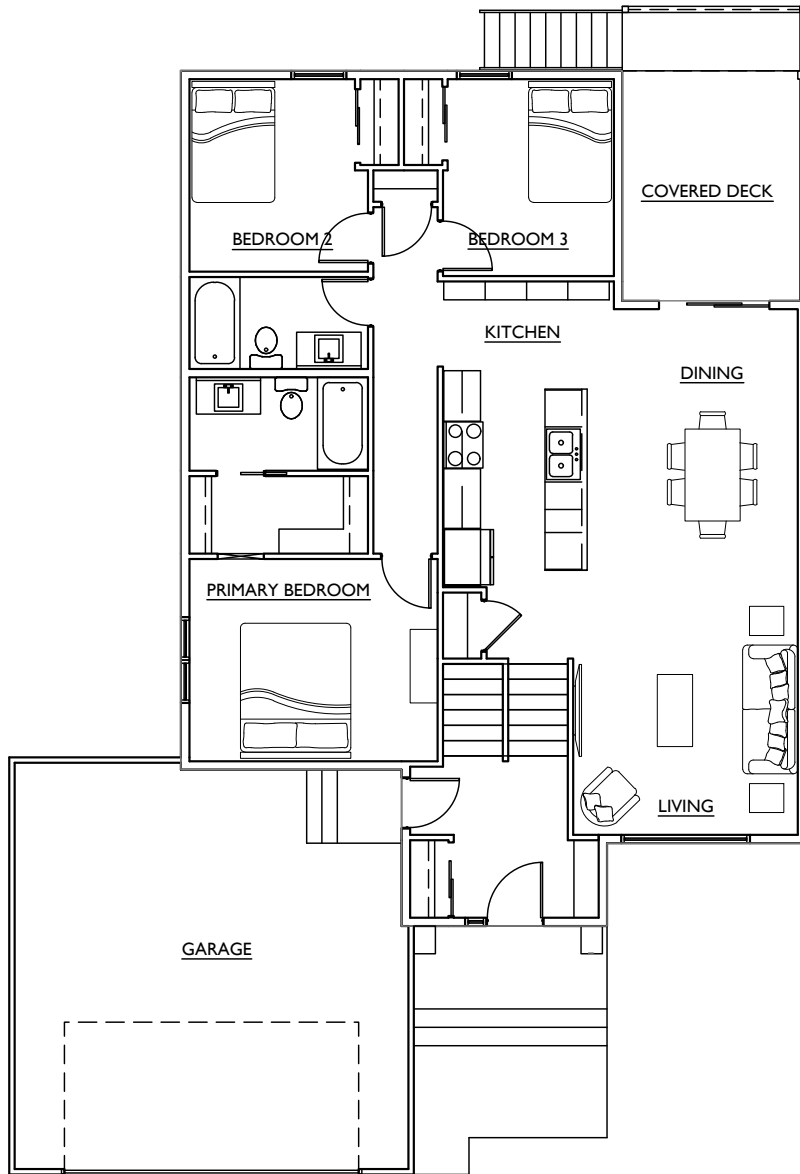 COVERED DECK
BEDROOM 2
BEDROOM 3
KITCHEN
DINING
PRIMARY BEDROOM
LIVING
GARAGE